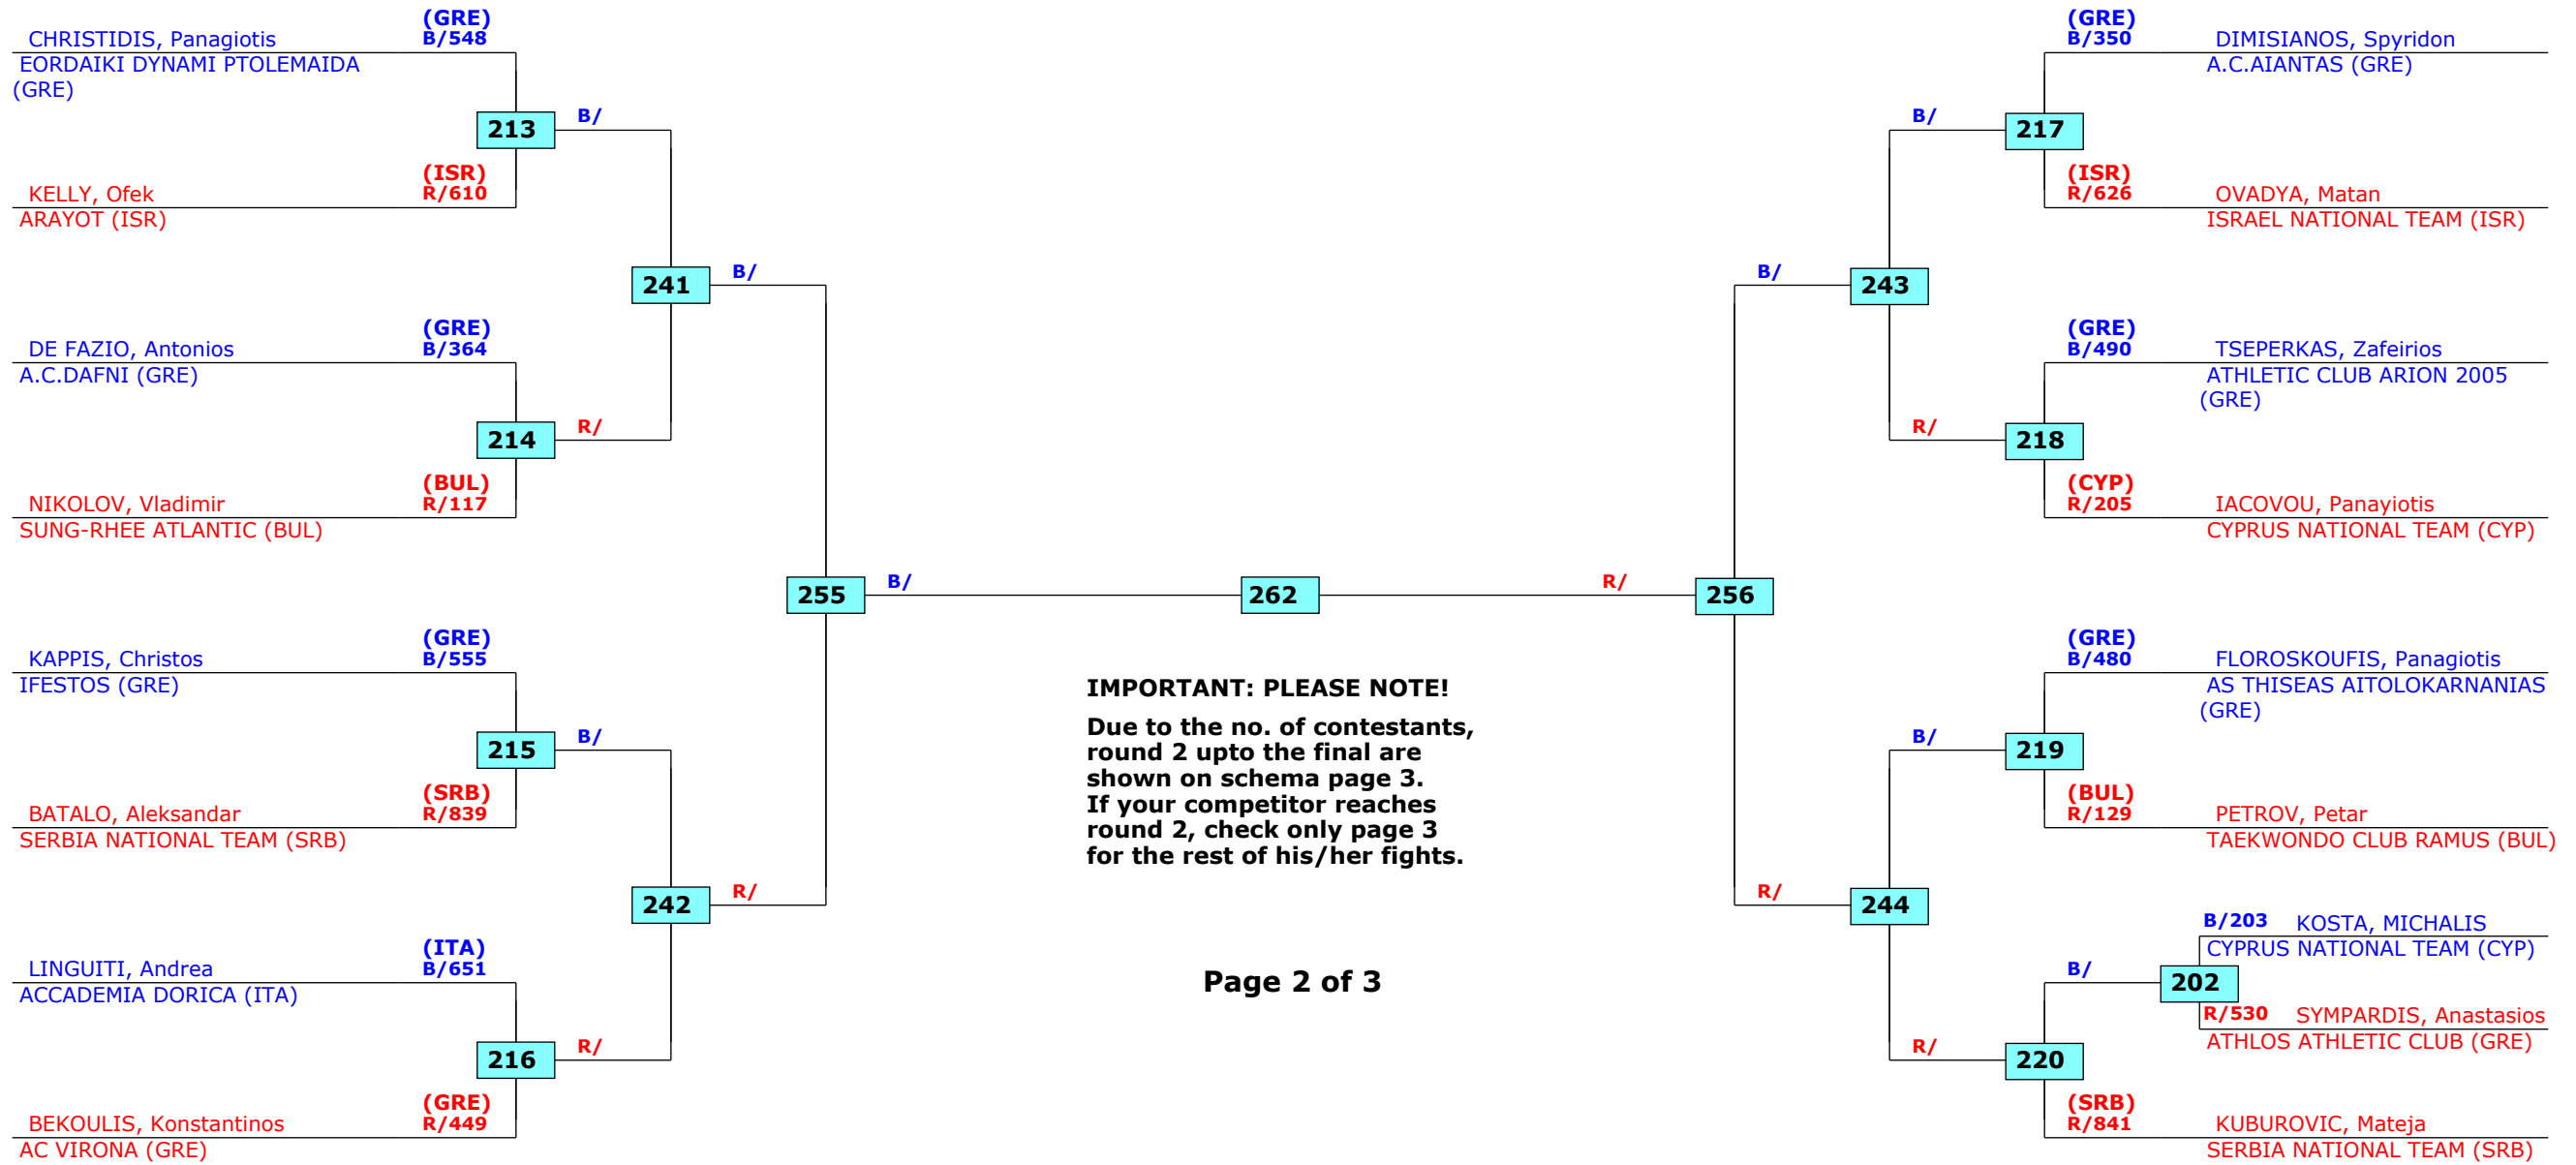 (GRE)
CHRISTIDIS, Panagiotis B/548
EORDAIKI DYNAMI PTOLEMAIDA
(GRE)
213 B/
(ISR)
KELLY, Ofek R/610
ARAYOT (ISR)
241 B/
(GRE)
DE FAZIO, Antonios B/364
A.C.DAFNI (GRE)
214 R/
(BUL)
NIKOLOV, Vladimir R/117
SUNG-RHEE ATLANTIC (BUL)
255 B/
(GRE)
KAPPIS, Christos B/555
IFESTOS (GRE)
215 B/
(SRB)
BATALO, Aleksandar R/839
SERBIA NATIONAL TEAM (SRB)
242 R/
(ITA)
LINGUITI, Andrea B/651
ACCADEMIA DORICA (ITA)
216 R/
(GRE)
BEKOULIS, Konstantinos R/449
AC VIRONA (GRE)
262
IMPORTANT: PLEASE NOTE!
Due to the no. of contestants,
round 2 upto the final are
shown on schema page 3.
If your competitor reaches
round 2, check only page 3
for the rest of his/her fights.
Page 2 of 3
(GRE)
B/350 DIMISIANOS, Spyridon
A.C.AIANTAS (GRE)
B/ 217
(ISR)
R/626 OVADYA, Matan
ISRAEL NATIONAL TEAM (ISR)
B/ 243
(GRE)
B/490 TSEPERKAS, Zafeirios
ATHLETIC CLUB ARION 2005
(GRE)
R/ 218
(CYP)
R/205 IACOVOU, Panayiotis
CYPRUS NATIONAL TEAM (CYP)
R/ 256
(GRE)
B/480 FLOROSKOUFIS, Panagiotis
AS THISEAS AITOLOKARNANIAS
(GRE)
B/ 219
(BUL)
R/129 PETROV, Petar
TAEKWONDO CLUB RAMUS (BUL)
R/ 244
B/203 KOSTA, MICHALIS
CYPRUS NATIONAL TEAM (CYP)
B/ 202
R/530 SYMPARDIS, Anastasios
ATHLOS ATHLETIC CLUB (GRE)
R/ 220
(SRB)
R/841 KUBUROVIC, Mateja
SERBIA NATIONAL TEAM (SRB)